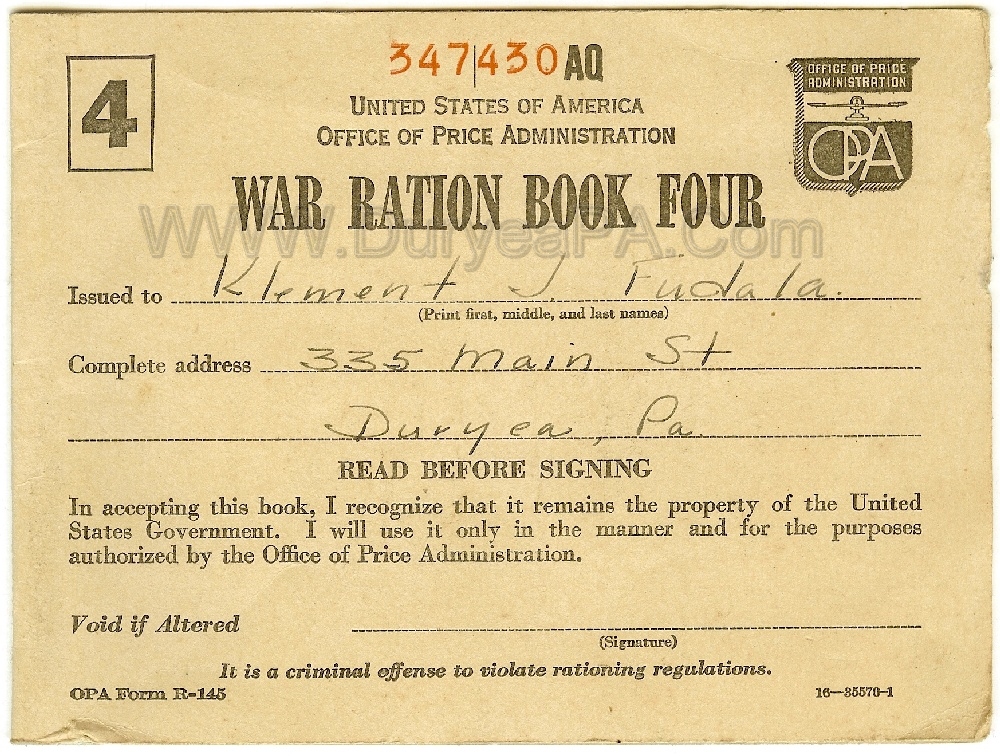 4
347430 AQ
OFFICE OF PRICE
ADMINISTRATION
OPA
UNITED STATES OF AMERICA
OFFICE OF PRICE ADMINISTRATION
WAR RATION BOOK FOUR
WWW.DuryeaPA.Com
Issued to Klement J. Fudala.
(Print first, middle, and last names)
Complete address 335 Main St
Duryea, Pa.
READ BEFORE SIGNING
In accepting this book, I recognize that it remains the property of the United
States Government. I will use it only in the manner and for the purposes
authorized by the Office of Price Administration.
Void if Altered
(Signature)
It is a criminal offense to violate rationing regulations.
OPA Form R-145 16—35570-1